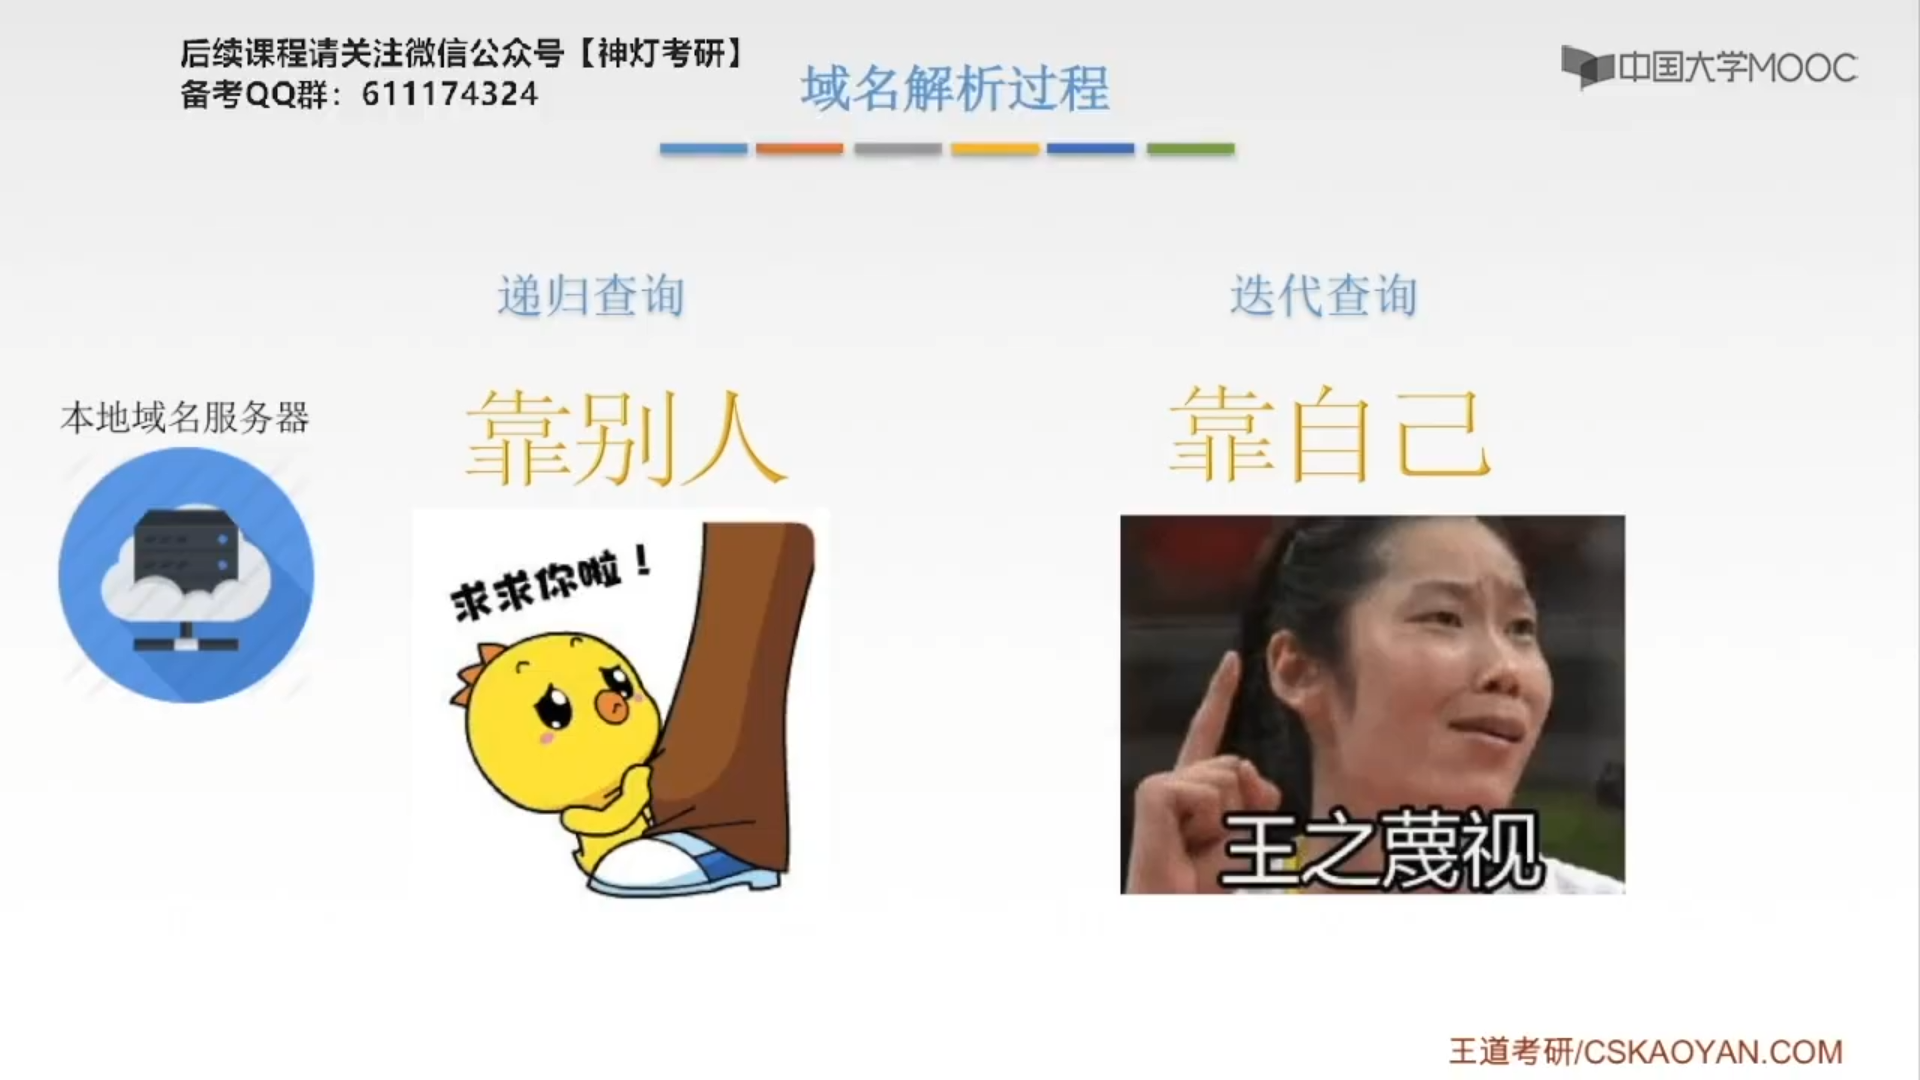 后续课程请关注微信公众号【神灯考研】
备考QQ群：611174324
域名解析过程
中国大学MOOC
递归查询
迭代查询
本地域名服务器
靠别人
靠自己
求求你啦！
王之蔑视
王道考研/CSKAOYAN.COM